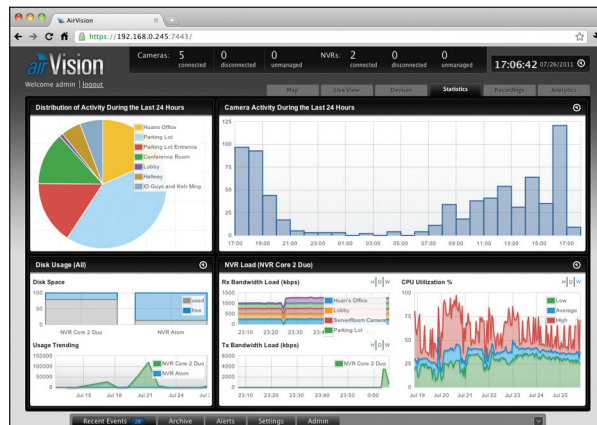 AirVision
https://192.168.0.245:7443/
airVision
Cameras: 5 connected 0 disconnected 0 unmanaged NVRs: 2 connected 0 disconnected 0 unmanaged 17:06:42 07/26/2011
Welcome admin | logout
Map Live View Devices Statistics Recordings Analytics
Distribution of Activity During the Last 24 Hours
Huans Office
Parking Lot
Parking Lot Entrance
Conference Room
Lobby
Hallway
ID Guys and Keh Ming
Camera Activity During the Last 24 Hours
125
100
75
50
25
0
17:00 19:00 21:00 23:00 01:00 03:00 05:00 07:00 09:00 11:00 13:00 15:00 17:00
Disk Usage (All)
Disk Space
100
50
0
used
free
NVR Core 2 Duo NVR Atom
Usage Trending
150000
100000
50000
0
NVR Core 2 Duo
NVR Atom
Jul 15 Jul 18 Jul 21 Jul 24
NVR Load (NVR Core 2 Duo)
Rx Bandwidth Load (kbps) H D W
1500
1000
500
0
Huan's Office
Lobby
ServerRoom Camera
Parking Lot
23:10 23:20 23:30
Tx Bandwidth Load (kbps) H D W
6000
4000
2000
0
NVR Core 2 Duo
23:10 23:20 23:30 23:40 23:50 0:00
CPU Utilization % H D W
100
75
50
25
0
Low
Average
High
Jul 19 Jul 20 Jul 21 Jul 22 Jul 23 Jul 24 Jul 25
Recent Events 28 Archive Alerts Settings Admin